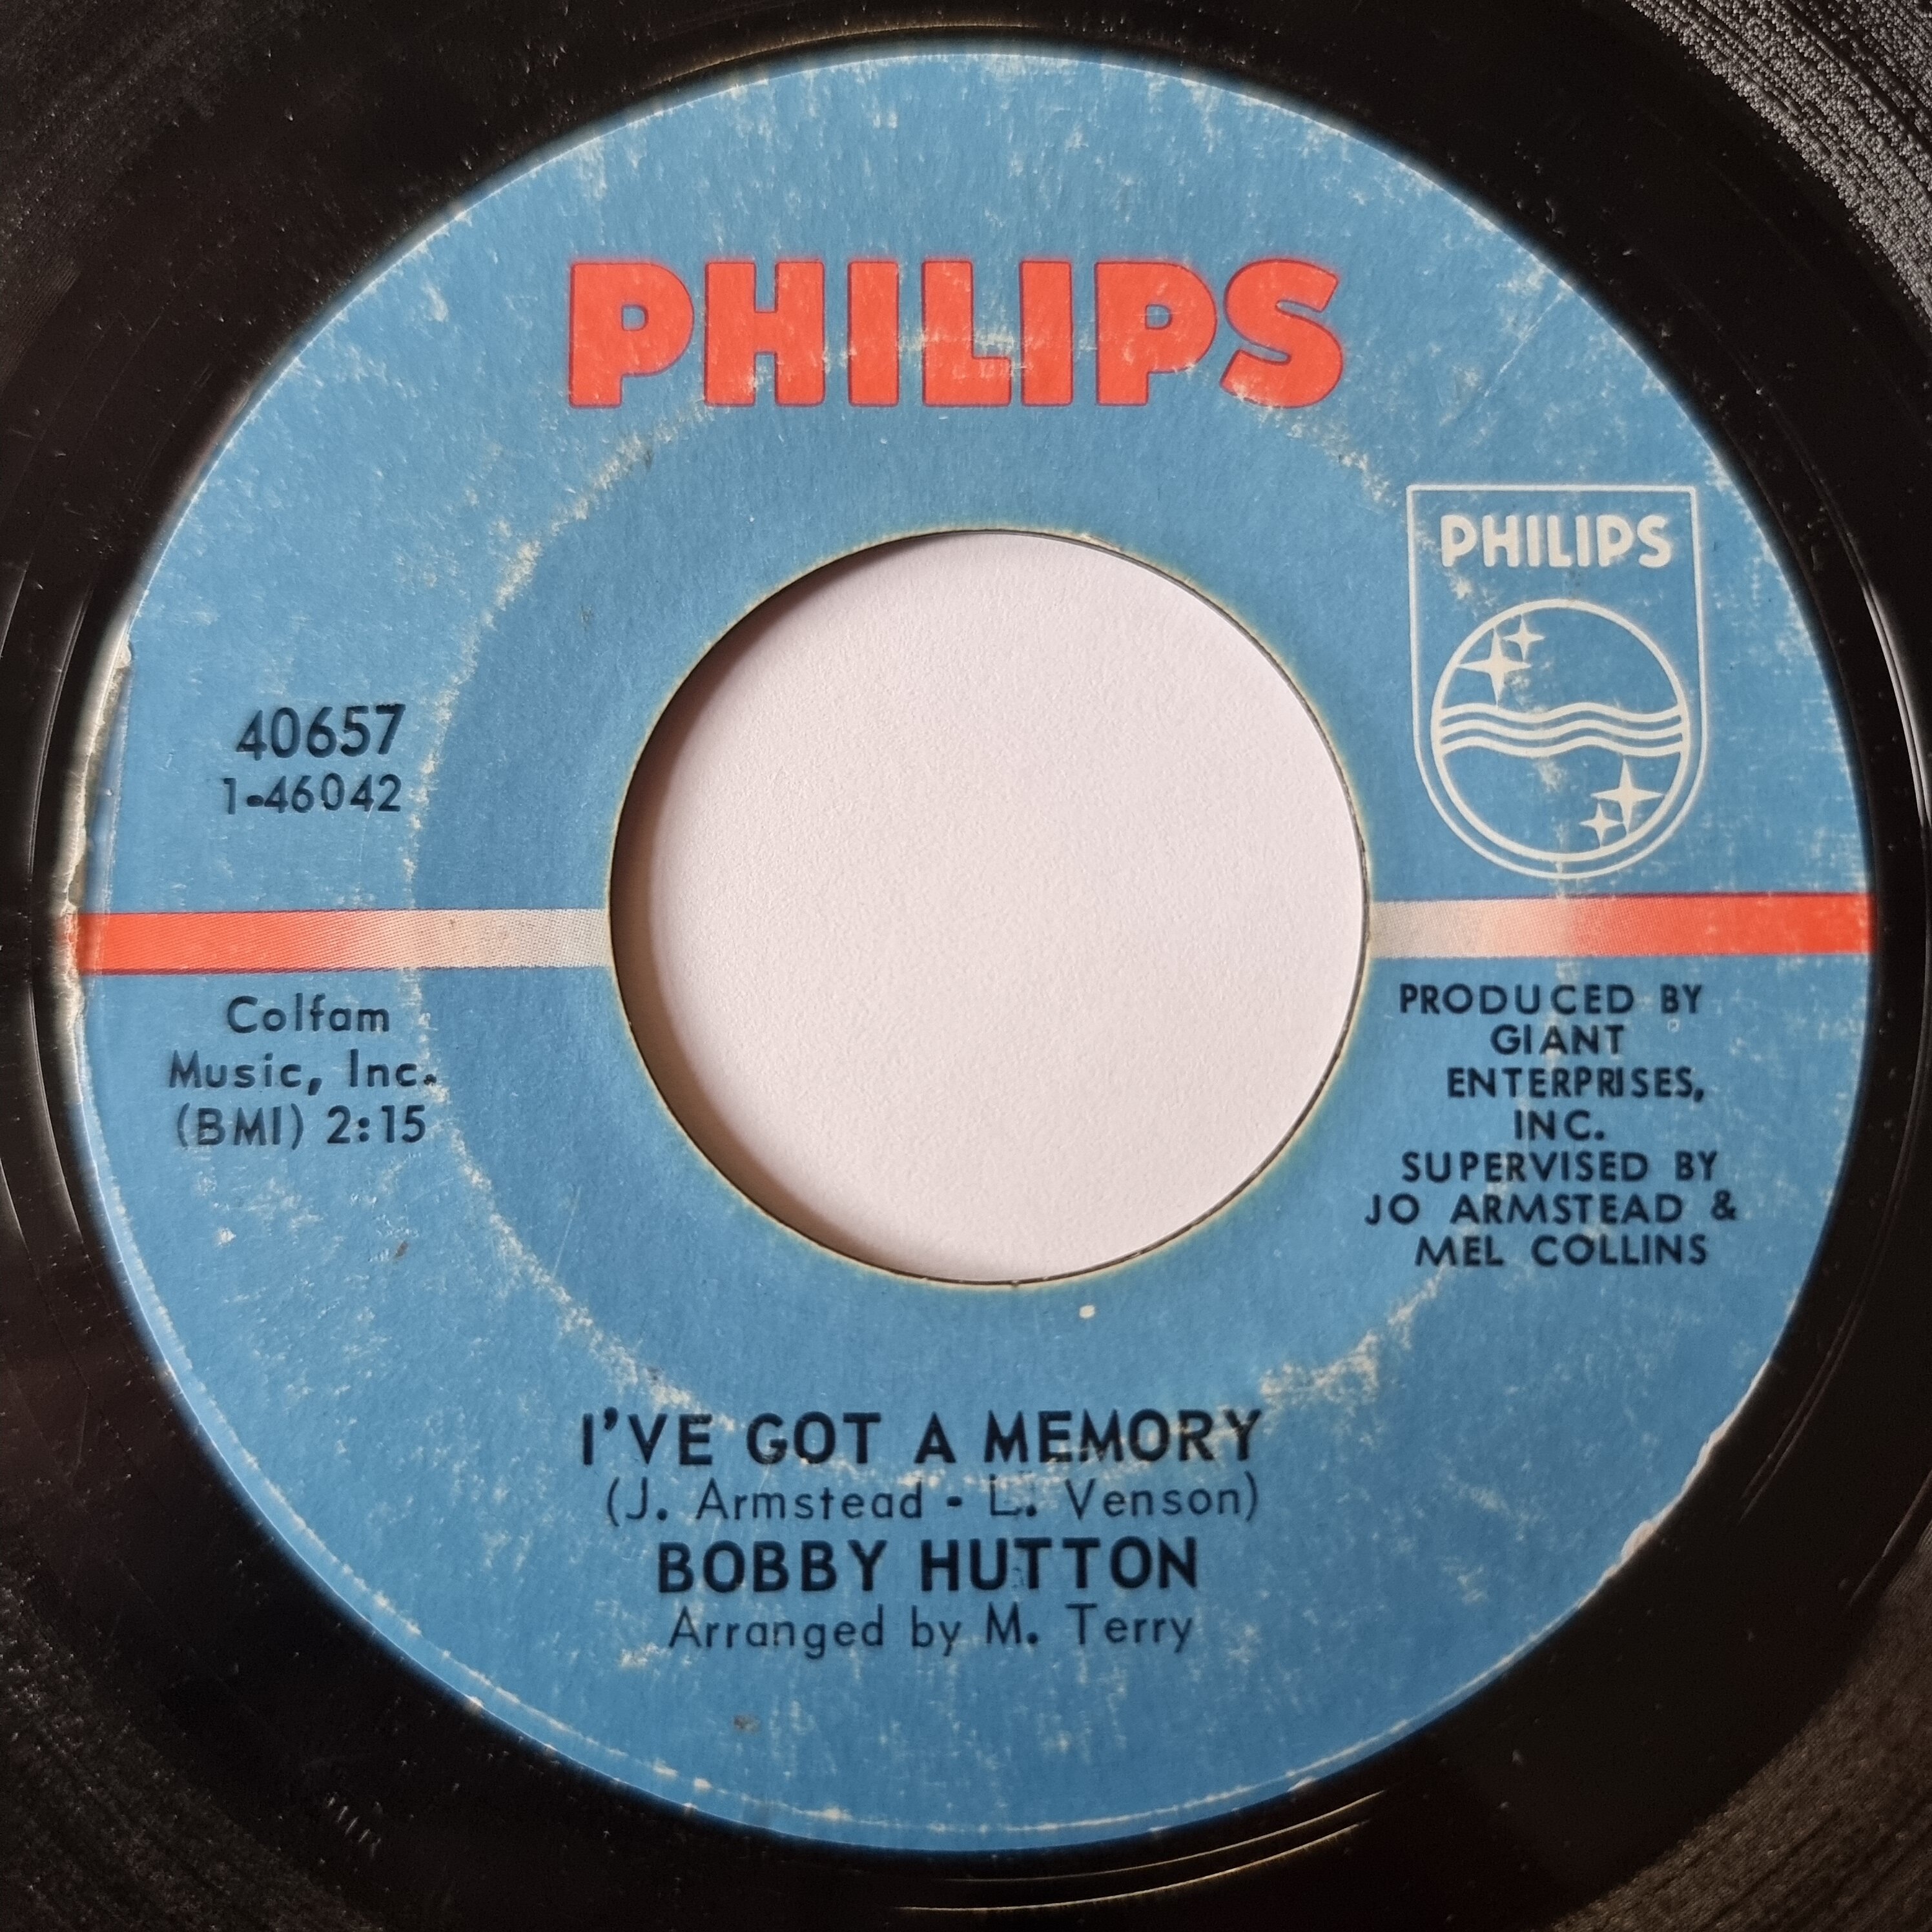 PHILIPS
PHILIPS
40657
1-46042
Colfam
Music, Inc.
(BMI) 2:15
PRODUCED BY
GIANT
ENTERPRISES,
INC.
SUPERVISED BY
JO ARMSTEAD &
MEL COLLINS
I'VE GOT A MEMORY
(J. Armstead - L. Venson)
BOBBY HUTTON
Arranged by M. Terry